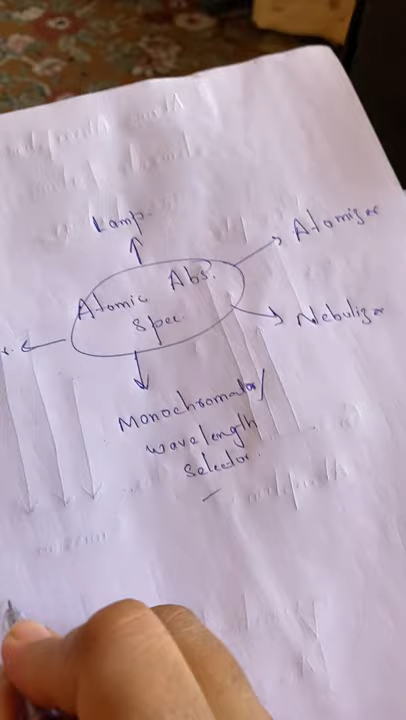 Lamp.
Atomizer
Atomic Abs.
Spec
Nebulizer
Monochromator/
wavelength
Selector.